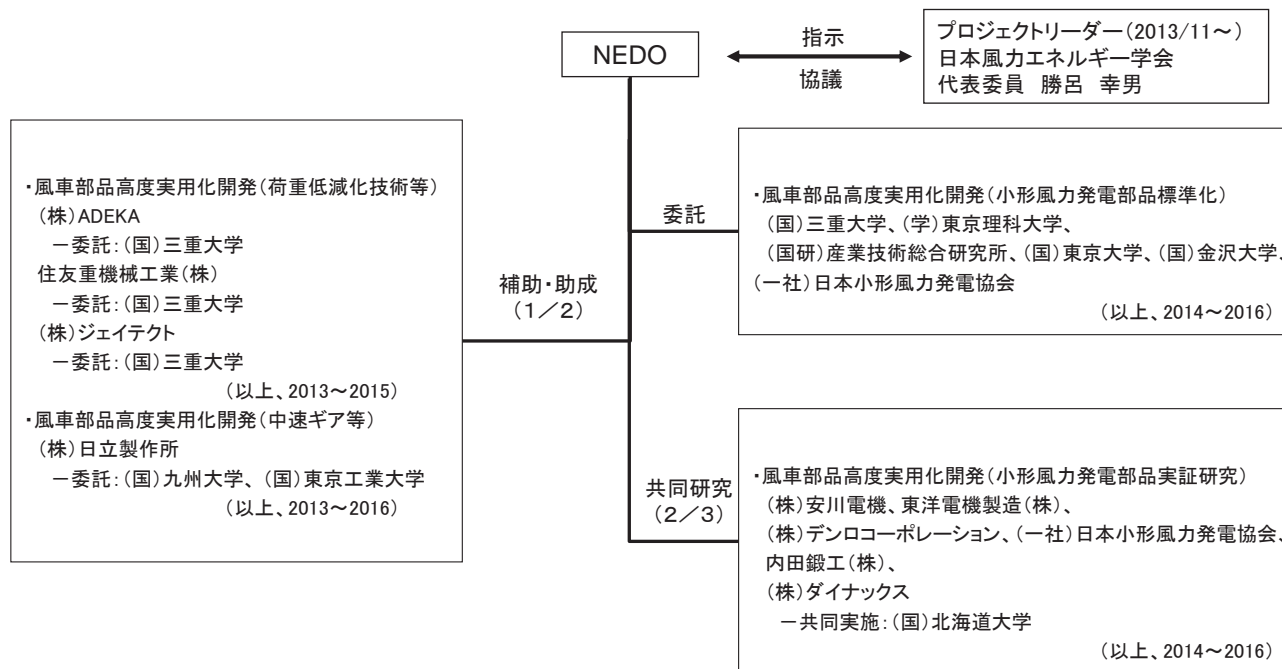 NEDO
指示
協議
プロジェクトリーダー(2013/11～)
日本風力エネルギー学会
代表委員 勝呂 幸男
・風車部品高度実用化開発(荷重低減化技術等)
(株)ADEKA
－委託:(国)三重大学
住友重機械工業(株)
－委託:(国)三重大学
(株)ジェイテクト
－委託:(国)三重大学
(以上、2013～2015)
・風車部品高度実用化開発(中速ギア等)
(株)日立製作所
－委託:(国)九州大学、(国)東京工業大学
(以上、2013～2016)
補助・助成
(1／2)
委託
・風車部品高度実用化開発(小形風力発電部品標準化)
(国)三重大学、(学)東京理科大学、
(国研)産業技術総合研究所、(国)東京大学、(国)金沢大学、
(一社)日本小形風力発電協会
(以上、2014～2016)
共同研究
(2／3)
・風車部品高度実用化開発(小形風力発電部品実証研究)
(株)安川電機、東洋電機製造(株)、
(株)デンロコーポレーション、(一社)日本小形風力発電協会、
内田鍛工(株)、
(株)ダイナックス
－共同実施:(国)北海道大学
(以上、2014～2016)